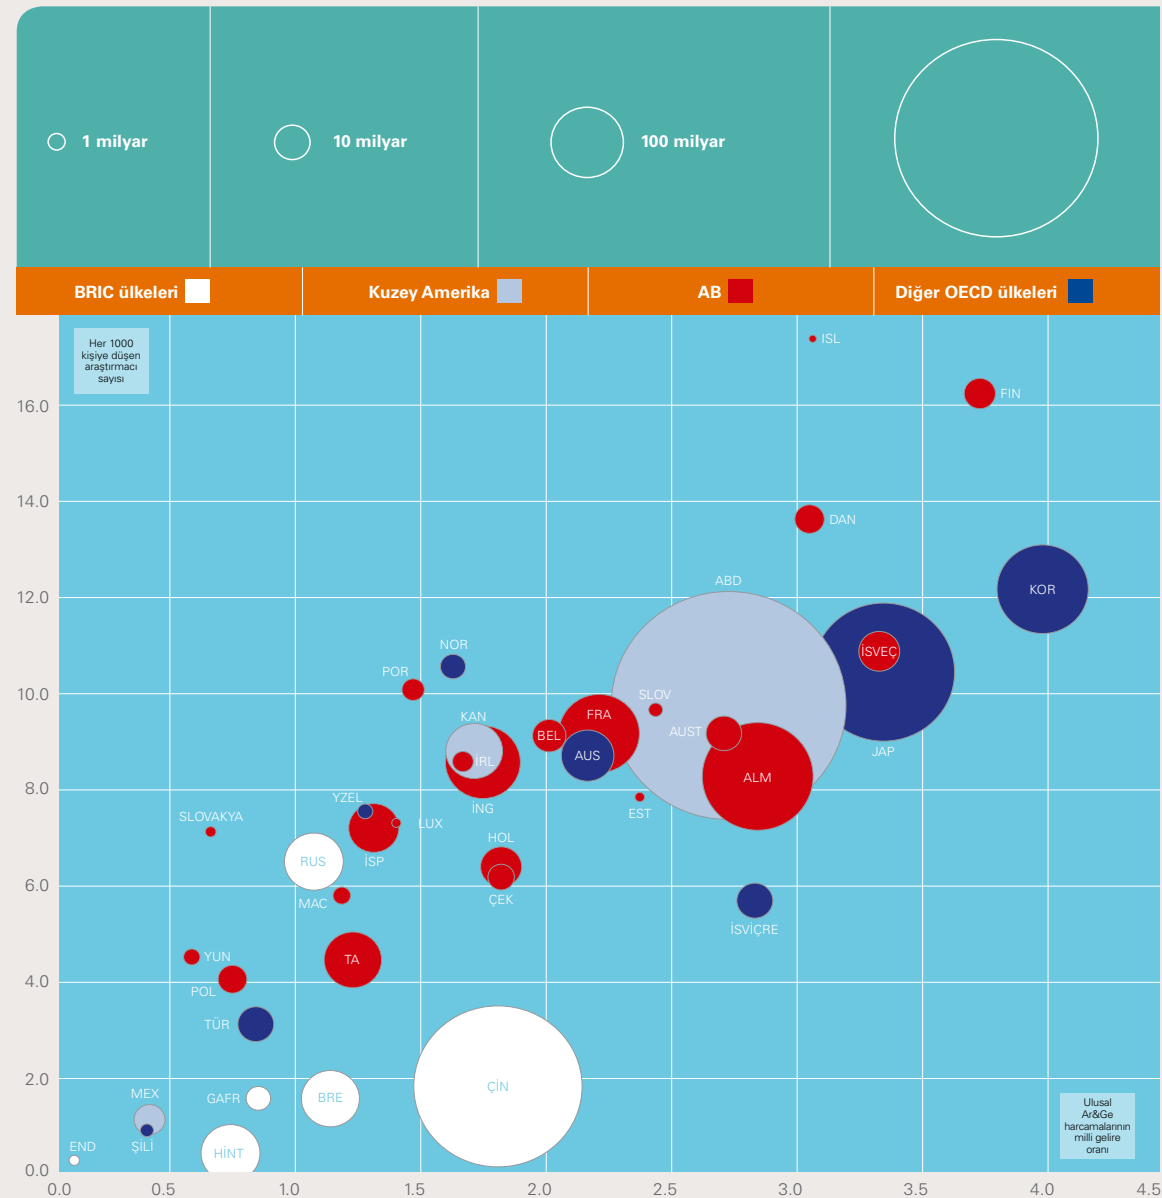 1 milyar
10 milyar
100 milyar
BRIC ülkeleri
Kuzey Amerika
AB
Diğer OECD ülkeleri
Her 1000
kişiye düşen
araştırmacı
sayısı
ISL
FIN
16.0
14.0
DAN
12.0
ABD
KOR
NOR
İSVEÇ
POR
10.0
SLOV
KAN
FRA
AUST
BEL
JAP
AUS
İRL
ALM
8.0
YZEL
İNG
EST
SLOVAKYA
LUX
HOL
RUS
İSP
6.0
MAC
ÇEK
İSVİÇRE
YUN
TA
4.0
POL
TÜR
2.0
ÇİN
MEX
GAFR
BRE
Ulusal
Ar&Ge
harcamalarının
milli gelire
oranı
END
ŞİLİ
HİNT
0.0
0.0 0.5 1.0 1.5 2.0 2.5 3.0 3.5 4.0 4.5